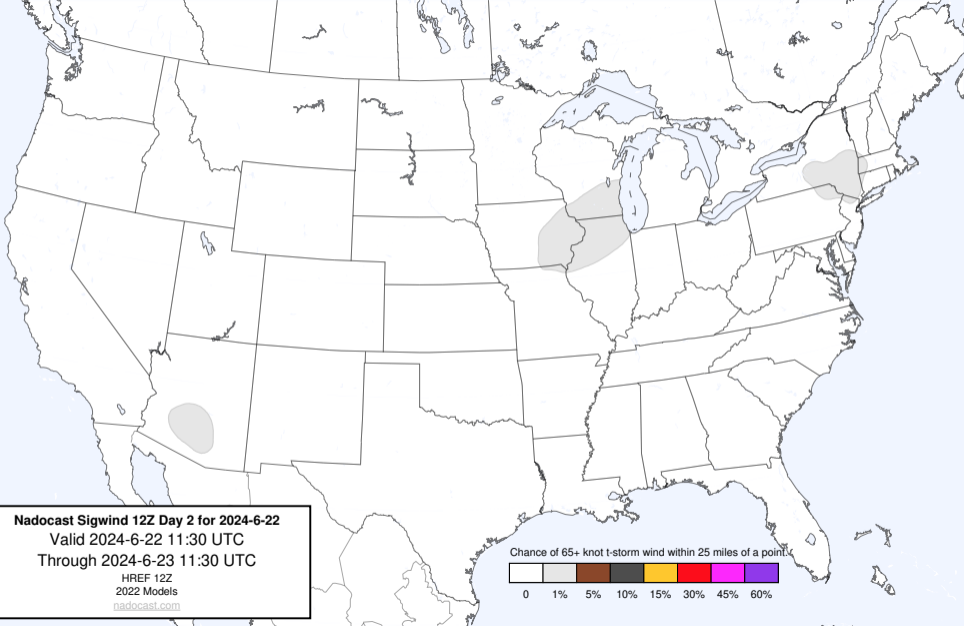 Nadocast Sigwind 12Z Day 2 for 2024-6-22
Valid 2024-6-22 11:30 UTC
Through 2024-6-23 11:30 UTC
HREF 12Z
2022 Models
nadocast.com
Chance of 65+ knot t-storm wind within 25 miles of a point.
0 1% 5% 10% 15% 30% 45% 60%